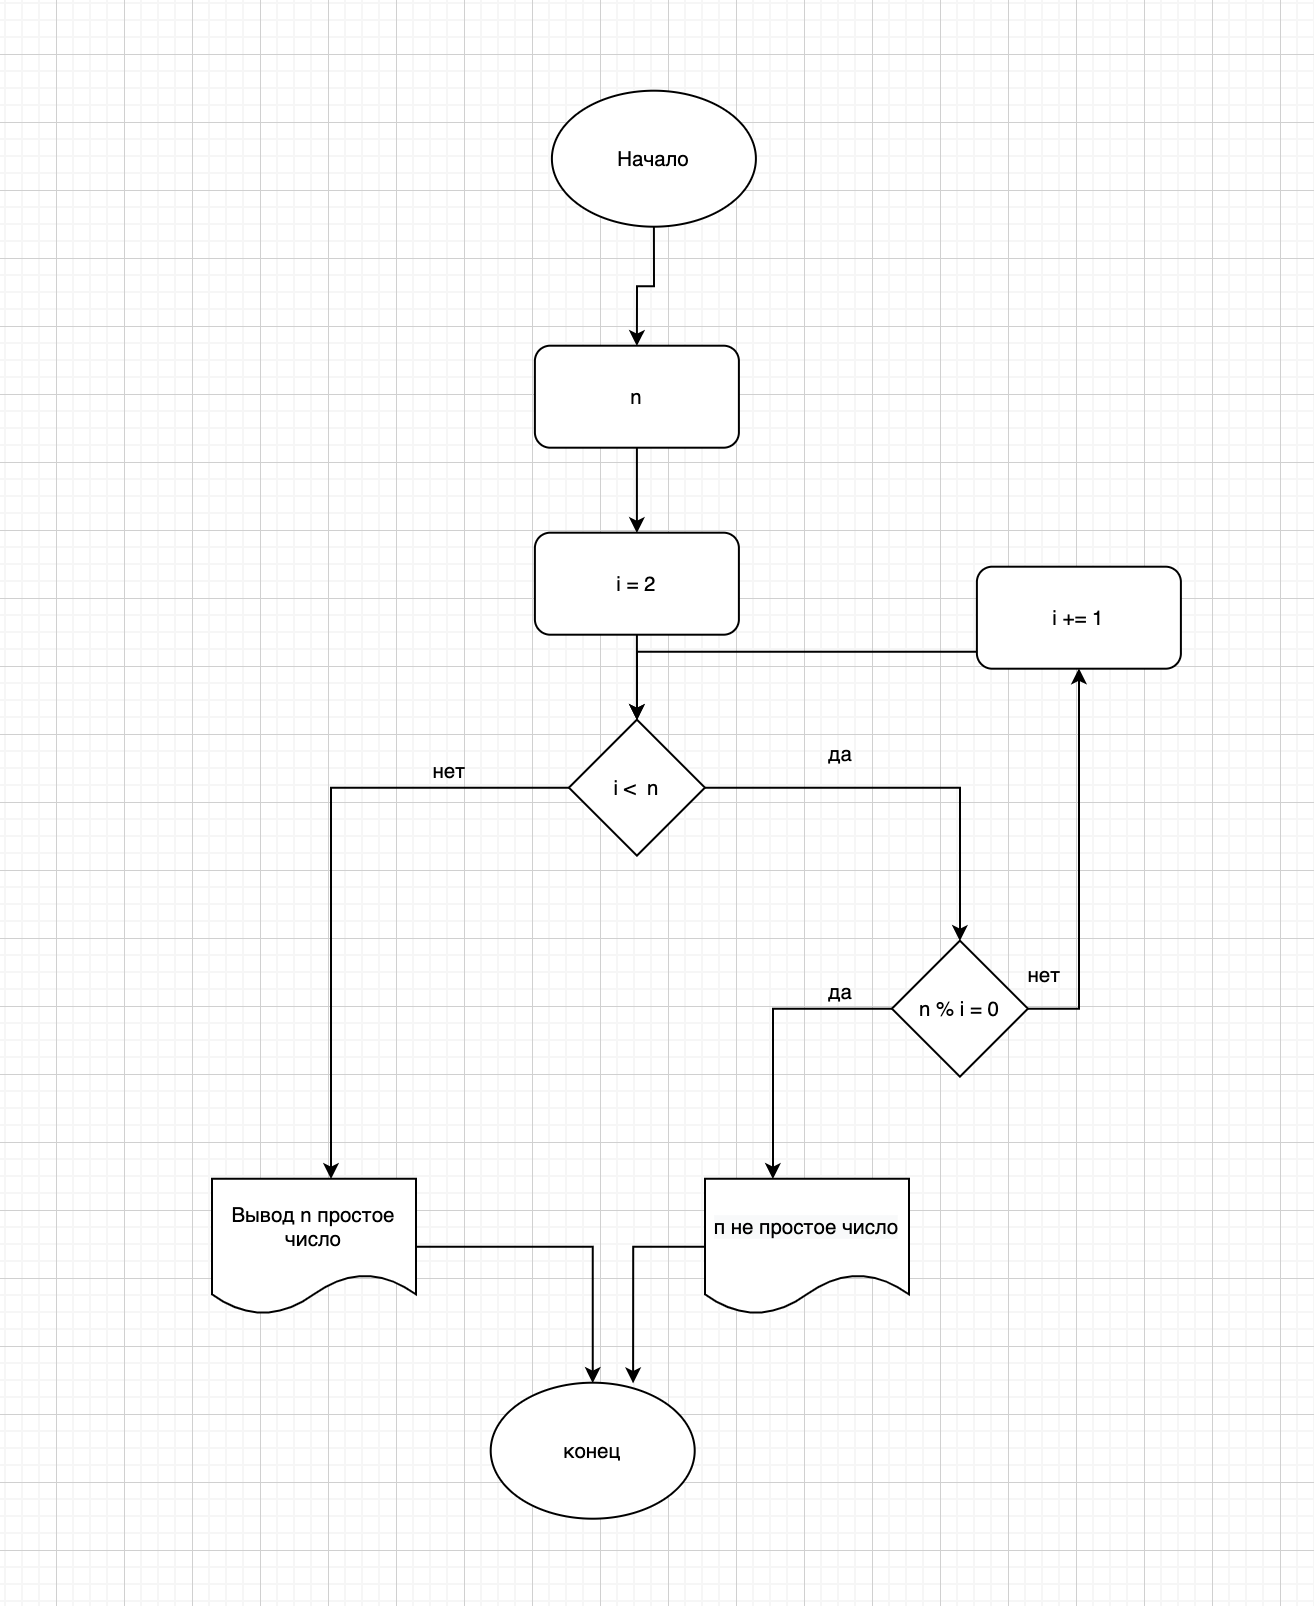 Начало
n
i = 2
i += 1
i < n
нет
да
n % i = 0
да
нет
Вывод n простое
число
п не простое число
конец